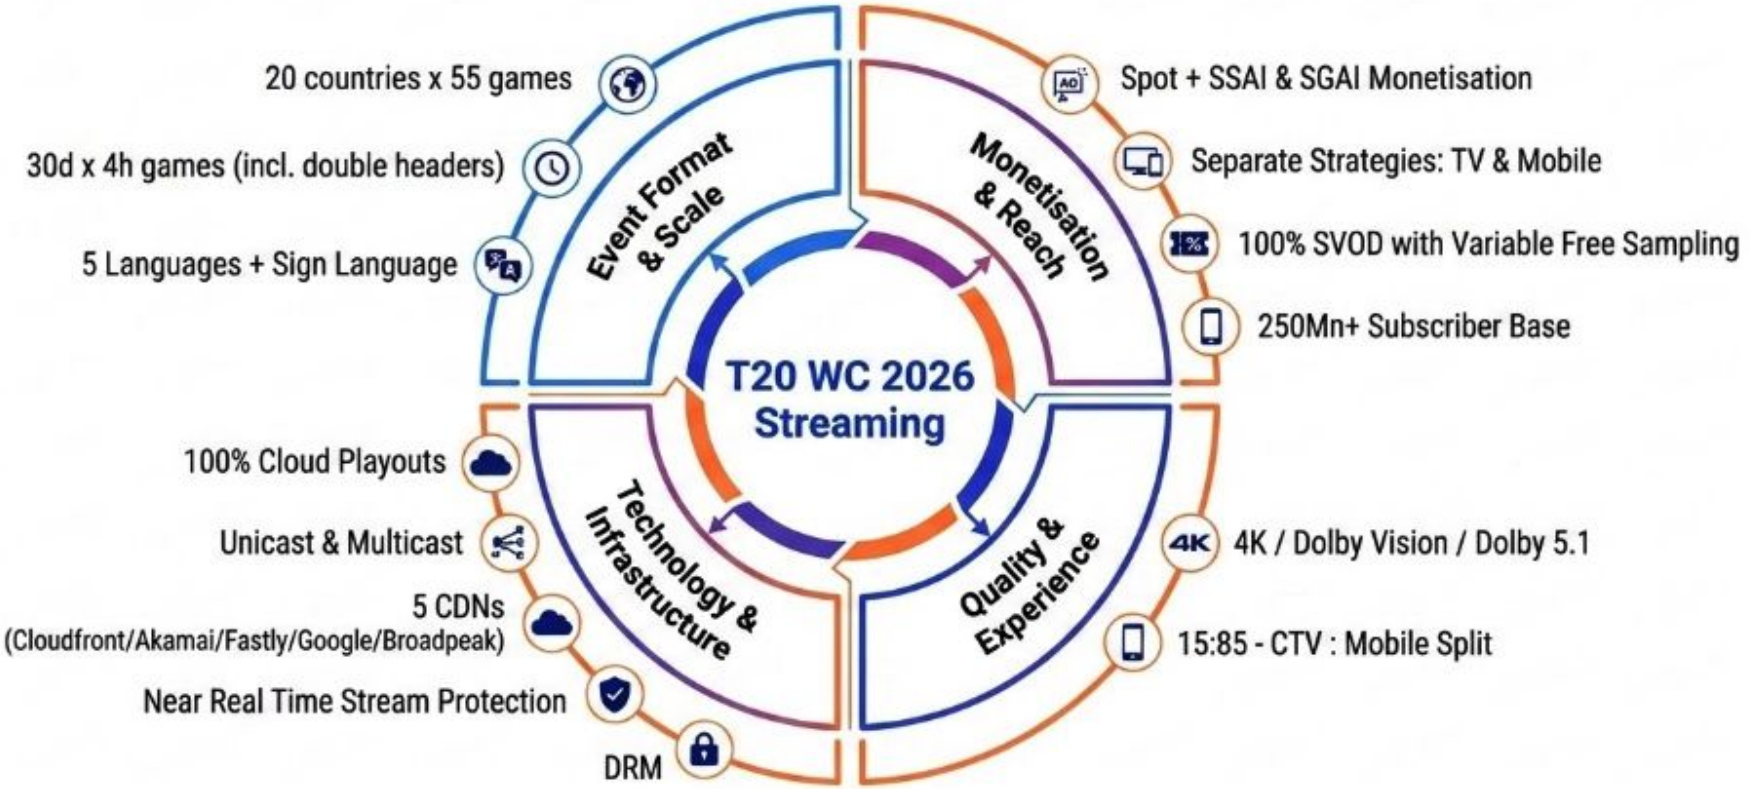 20 countries x 55 games
30d x 4h games (incl. double headers)
5 Languages + Sign Language
Event Format
& Scale
Spot + SSAI & SGAI Monetisation
AD
Separate Strategies: TV & Mobile
100% SVOD with Variable Free Sampling
%
250Mn+ Subscriber Base
Monetisation
& Reach
T20 WC 2026
Streaming
100% Cloud Playouts
Unicast & Multicast
5 CDNs
(Cloudfront/Akamai/Fastly/Google/Broadpeak)
Near Real Time Stream Protection
DRM
Technology &
Infrastructure
Quality &
Experience
4K
4K / Dolby Vision / Dolby 5.1
15:85 - CTV : Mobile Split